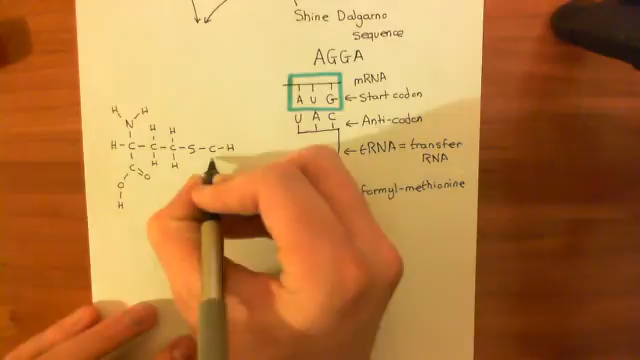 Shine Dalgarno
sequence
AGGA
mRNA
A U G ← Start codon
U A C ← Anti-codon
← tRNA = transfer
RNA
formyl-methionine
H H
N H H
H-C-C-C-S-C-H
C H H
O O
H